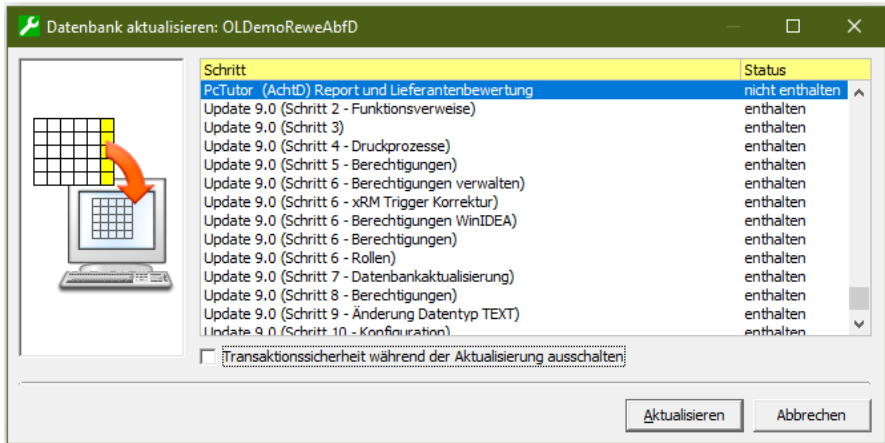 Datenbank aktualisieren: OLDemoReweAbfD
Schritt Status
PcTutor (AchtD) Report und Lieferantenbewertung nicht enthalten
Update 9.0 (Schritt 2 - Funktionsverweise) enthalten
Update 9.0 (Schritt 3) enthalten
Update 9.0 (Schritt 4 - Druckprozesse) enthalten
Update 9.0 (Schritt 5 - Berechtigungen) enthalten
Update 9.0 (Schritt 6 - Berechtigungen verwalten) enthalten
Update 9.0 (Schritt 6 - xRM Trigger Korrektur) enthalten
Update 9.0 (Schritt 6 - Berechtigungen WinIDEA) enthalten
Update 9.0 (Schritt 6 - Berechtigungen) enthalten
Update 9.0 (Schritt 6 - Rollen) enthalten
Update 9.0 (Schritt 7 - Datenbankaktualisierung) enthalten
Update 9.0 (Schritt 8 - Berechtigungen) enthalten
Update 9.0 (Schritt 9 - Änderung Datentyp TEXT) enthalten
Update 9.0 (Schritt 10 - Konfiguration) enthalten
Transaktionssicherheit während der Aktualisierung ausschalten
Aktualisieren Abbrechen